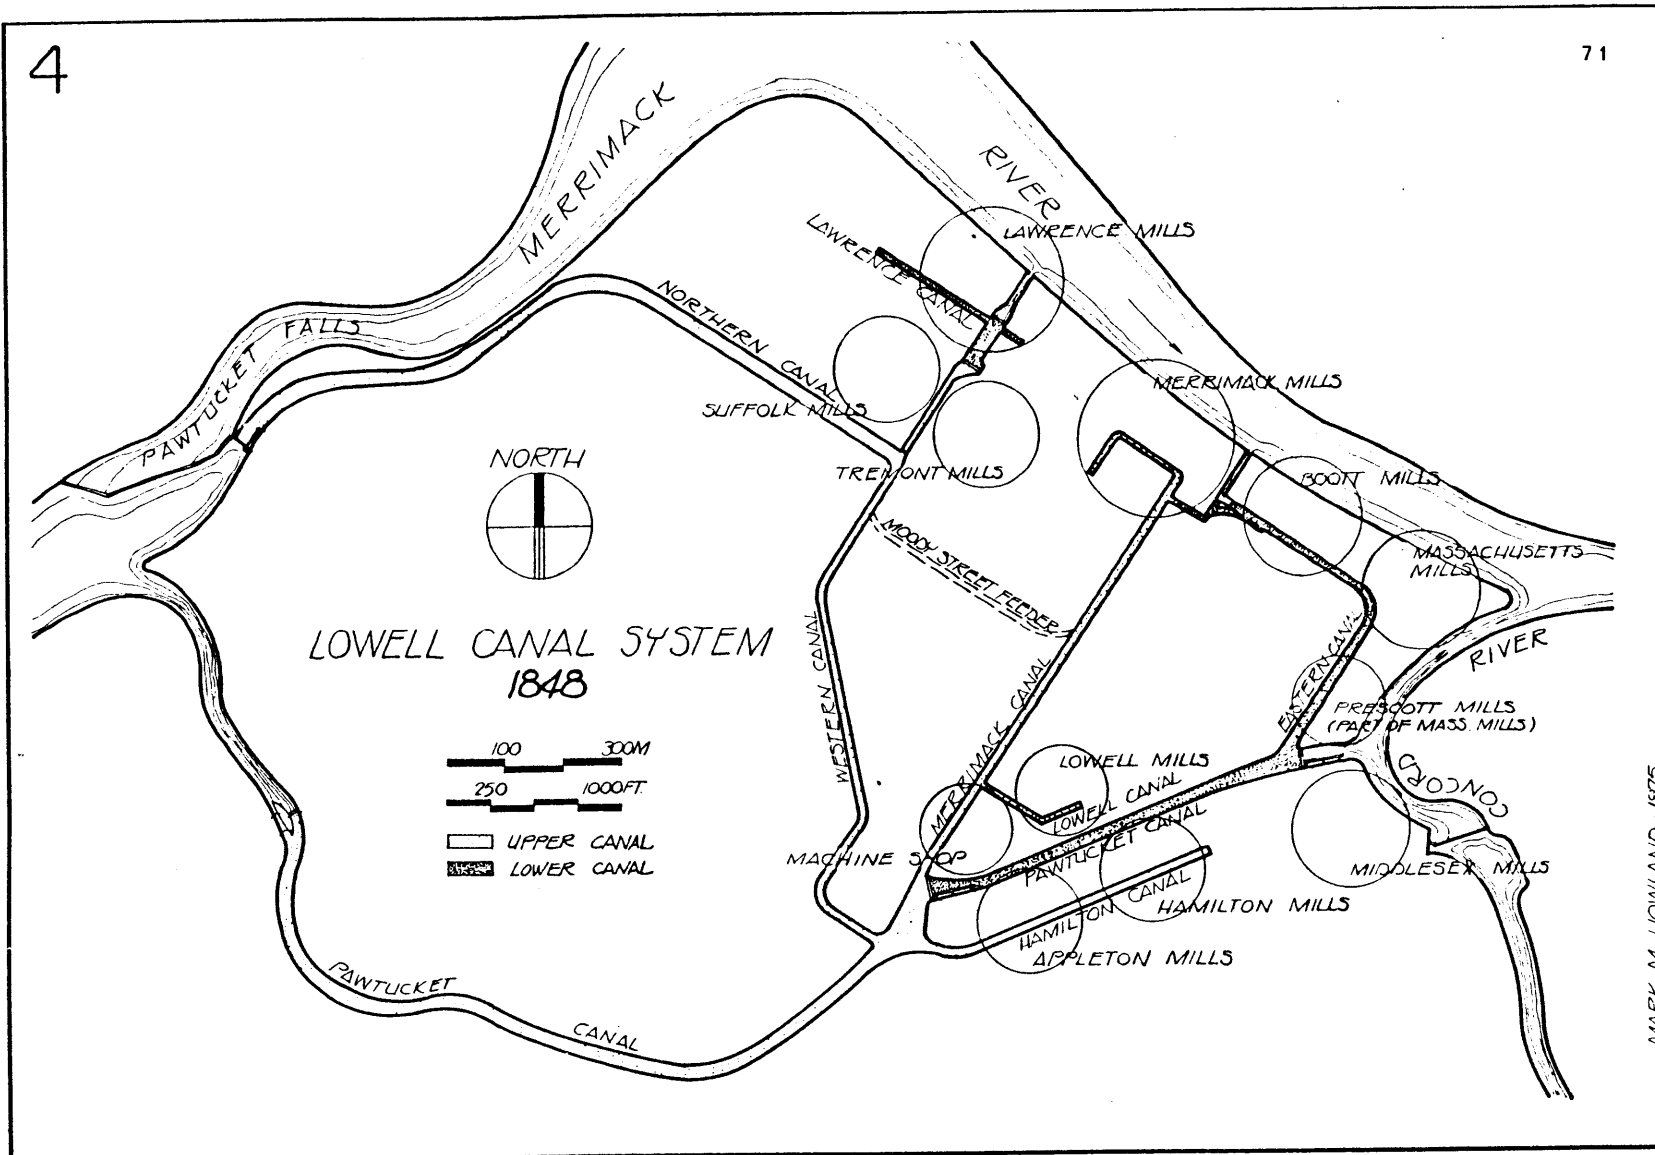 4
71
MERRIMACK
RIVER
PAWTUCKET FALLS
LAWRENCE MILLS
LAWRENCE CANAL
NORTHERN CANAL
SUFFOLK MILLS
TREMONT MILLS
MERRIMACK MILLS
BOOTT MILLS
MASSACHUSETTS
MILLS
NORTH
MOODY STREET FEEDER
LOWELL CANAL SYSTEM
1848
WESTERN CANAL
MERRIMACK CANAL
EASTERN CANAL
RIVER
CONCORD
PRESCOTT MILLS
(PART OF MASS. MILLS)
100 300M
250 1000FT.
UPPER CANAL
LOWER CANAL
LOWELL MILLS
LOWELL CANAL
PAWTUCKET CANAL
MACHINE SHOP
HAMILTON CANAL
HAMILTON MILLS
APPLETON MILLS
MIDDLESEX MILLS
PAWTUCKET
CANAL
MARK M. HOWLAND, 1975